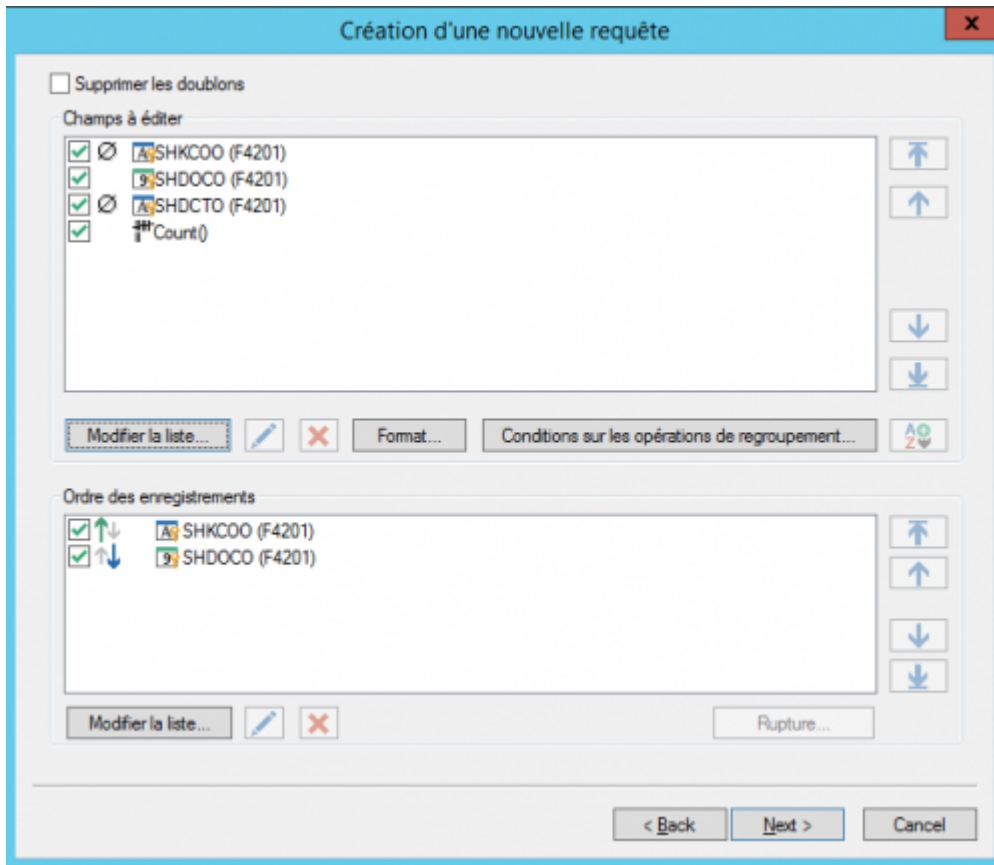 Création d'une nouvelle requête
x
Supprimer les doublons
Champs à éditer
SHKCOO (F4201)
SHDOCO (F4201)
SHDCTO (F4201)
Count()
Modifier la liste...
Format...
Conditions sur les opérations de regroupement...
Ordre des enregistrements
SHKCOO (F4201)
SHDOCO (F4201)
Modifier la liste...
Rupture...
< Back
Next >
Cancel